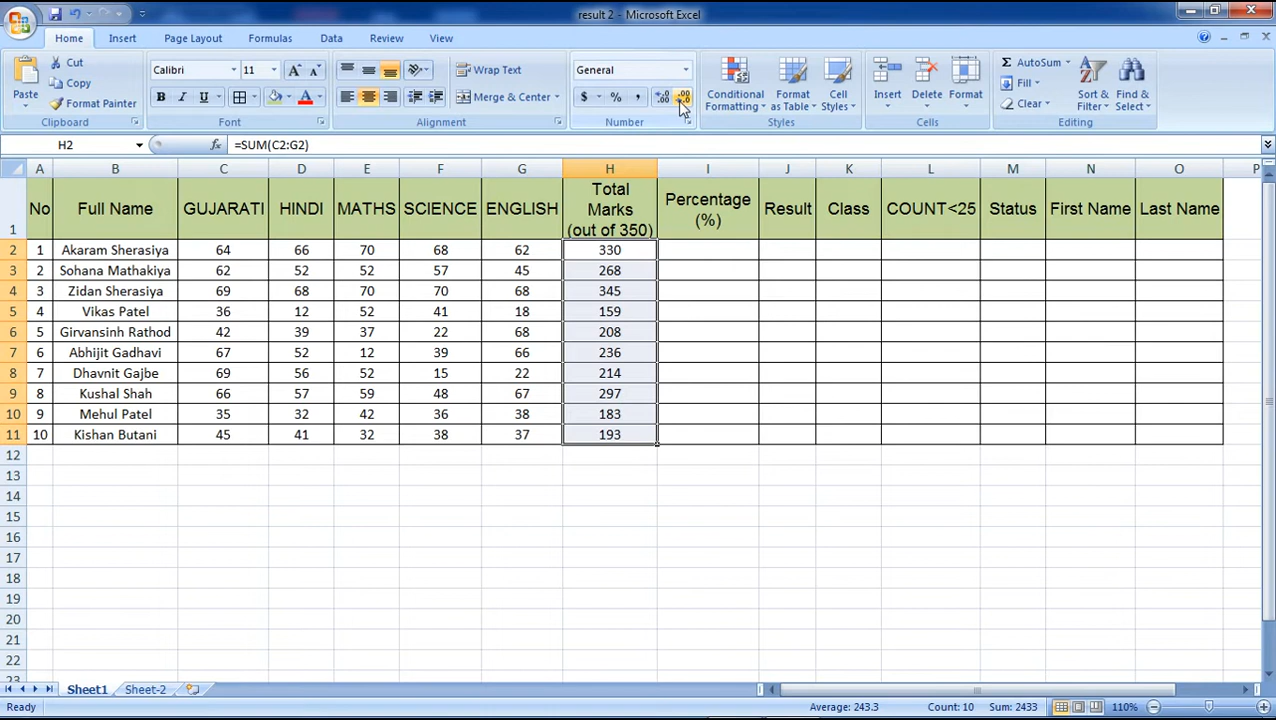 result 2 - Microsoft Excel
Home Insert Page Layout Formulas Data Review View
Paste
Cut
Copy
Format Painter
Clipboard
Calibri 11
B I U
Font
Wrap Text
Merge & Center
Alignment
General
$ % ,
Number
Conditional Formatting
Format as Table
Cell Styles
Styles
Insert Delete Format
Cells
AutoSum
Fill
Clear
Sort & Filter
Find & Select
Editing
H2 fx =SUM(C2:G2)
A B C D E F G H I J K L M N O P
1 No Full Name GUJARATI HINDI MATHS SCIENCE ENGLISH Total Marks (out of 350) Percentage (%) Result Class COUNT<25 Status First Name Last Name
2 1 Akaram Sherasiya 64 66 70 68 62 330
3 2 Sohana Mathakiya 62 52 52 57 45 268
4 3 Zidan Sherasiya 69 68 70 70 68 345
5 4 Vikas Patel 36 12 52 41 18 159
6 5 Girvansinh Rathod 42 39 37 22 68 208
7 6 Abhijit Gadhavi 67 52 12 39 66 236
8 7 Dhavnit Gajbe 69 56 52 15 22 214
9 8 Kushal Shah 66 57 59 48 67 297
10 9 Mehul Patel 35 32 42 36 38 183
11 10 Kishan Butani 45 41 32 38 37 193
12
13
14
15
16
17
18
19
20
21
22
23
Sheet1 Sheet-2
Ready Average: 243.3 Count: 10 Sum: 2433 110%